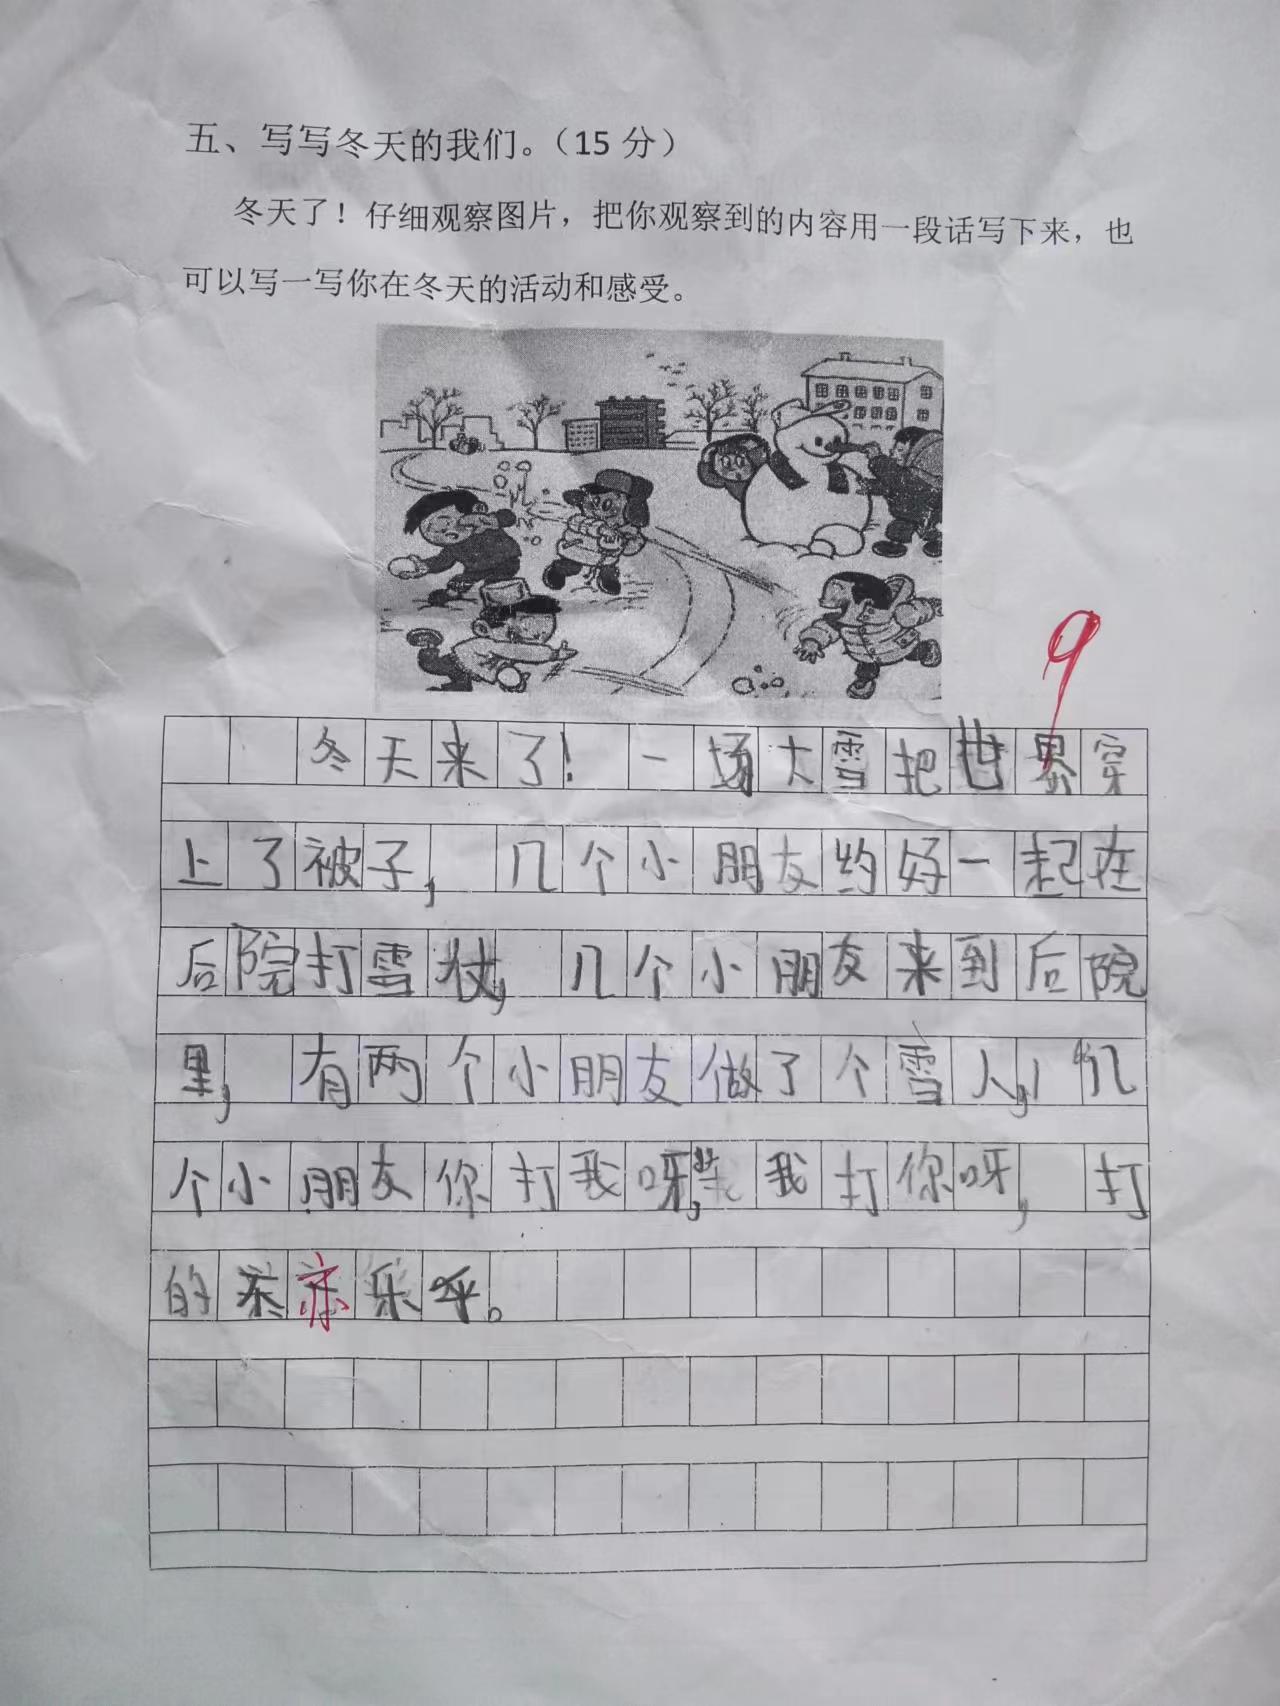 五、写写冬天的我们。（15 分）
冬天了！仔细观察图片，把你观察到的内容用一段话写下来，也
可以写一写你在冬天的活动和感受。
9
冬天来了！一场大雪把世界穿
上了被子，几个小朋友约好一起在
后院打雪仗，几个小朋友来到后院
里，有两个小朋友做了个雪人，几
个小朋友你打我呀，我打你呀，打
的亦乐呼。